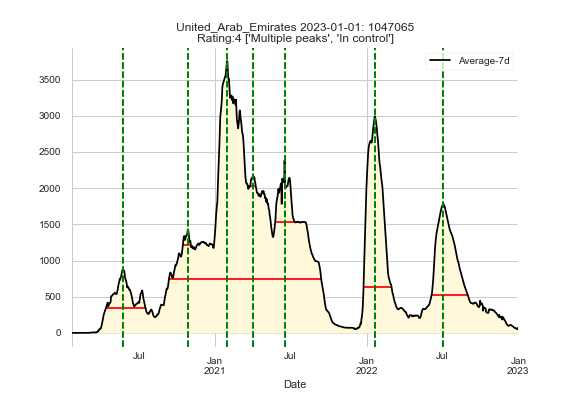 United_Arab_Emirates 2023-01-01: 1047065
Rating:4 ['Multiple peaks', 'In control']
Average-7d
3500
3000
2500
2000
1500
1000
500
0
Jul
Jan
2021
Jul
Jan
2022
Jul
Jan
2023
Date